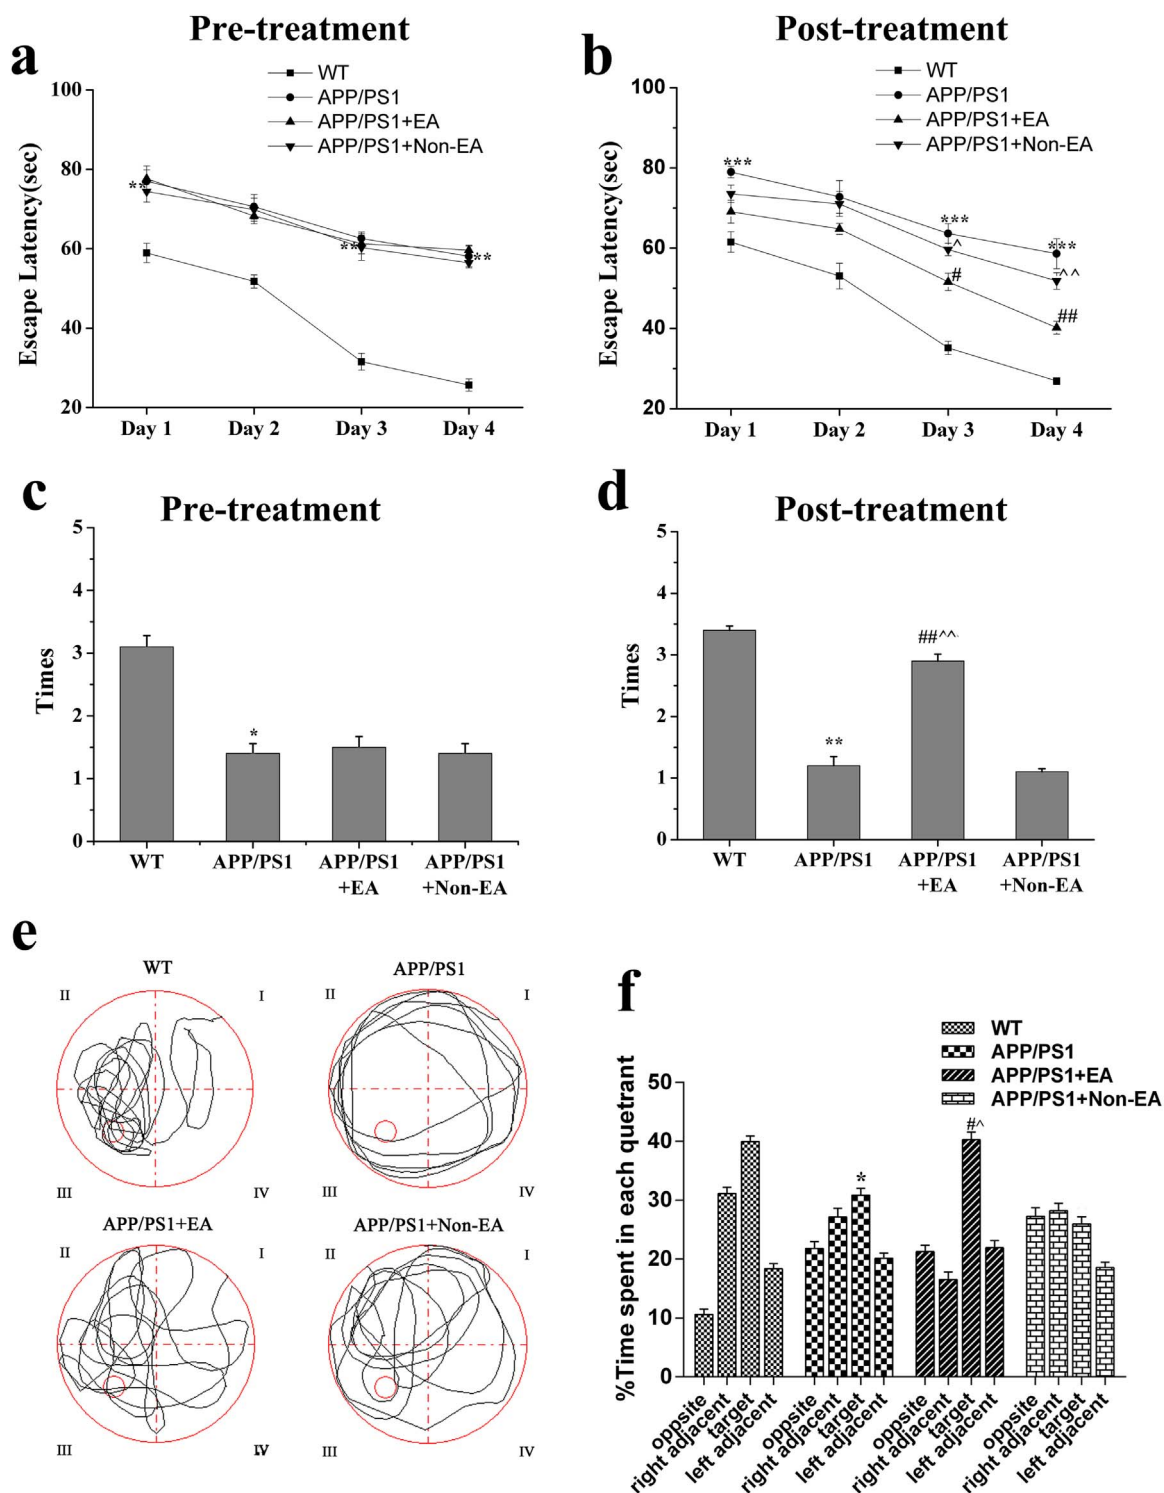 Pre-treatment
a
WT
APP/PS1
APP/PS1+EA
APP/PS1+Non-EA
Escape Latency(sec)
100
80
60
40
20
**
**
**
Day 1 Day 2 Day 3 Day 4
Post-treatment
b
WT
APP/PS1
APP/PS1+EA
APP/PS1+Non-EA
Escape Latency(sec)
100
80
60
40
20
***
***
***
^
^^
#
##
Day 1 Day 2 Day 3 Day 4
c
Pre-treatment
Times
5
4
3
2
1
0
*
WT APP/PS1 APP/PS1 APP/PS1
+EA +Non-EA
d
Post-treatment
Times
5
4
3
2
1
0
**
##^^
WT APP/PS1 APP/PS1 APP/PS1
+EA +Non-EA
e
WT
II I
III IV
APP/PS1
II I
III IV
APP/PS1+EA
II I
III IV
APP/PS1+Non-EA
II I
III IV
f
WT
APP/PS1
APP/PS1+EA
APP/PS1+Non-EA
%Time spent in each quetrant
50
40
30
20
10
0
*
#^
oppsite
right adjacent
target
left adjacent
oppsite
right adjacent
target
left adjacent
oppsite
right adjacent
target
left adjacent
oppsite
right adjacent
target
left adjacent